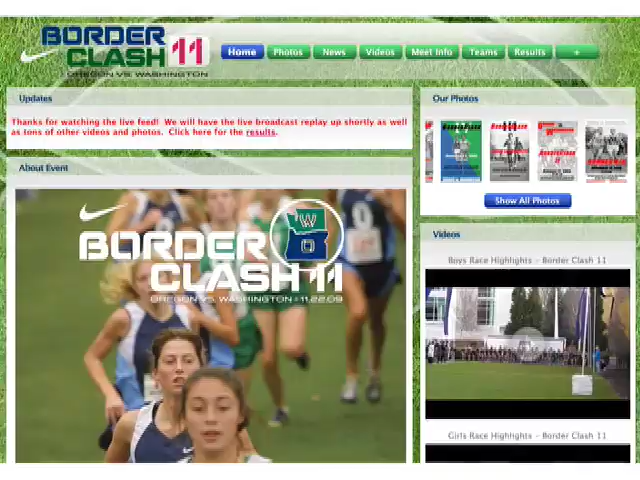 BORDER
CLASH 11
OREGON VS. WASHINGTON
Home
Photos
News
Videos
Meet Info
Teams
Results
+
Updates
Thanks for watching the live feed! We will have the live broadcast replay up shortly as well
as tons of other videos and photos. Click here for the results.
About Event
W
O
BORDER
CLASH 11
OREGON VS. WASHINGTON • 11.22.09
Our Photos
Show All Photos
Videos
Boys Race Highlights - Border Clash 11
Girls Race Highlights - Border Clash 11